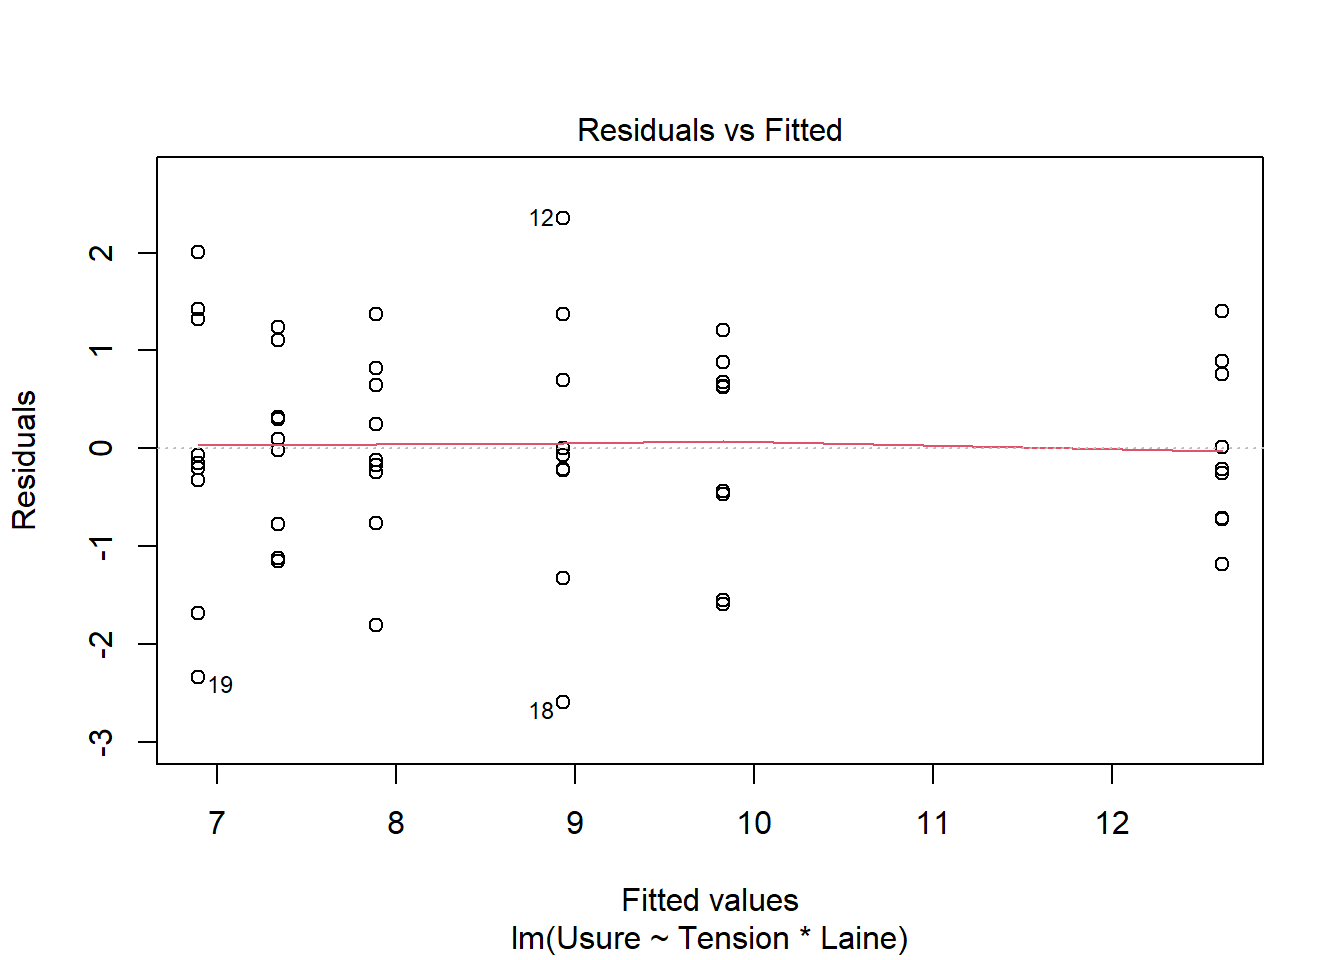 Residuals vs Fitted
Residuals
2
1
0
-1
-2
-3
12
19
18
7 8 9 10 11 12
Fitted values
lm(Usure ~ Tension * Laine)